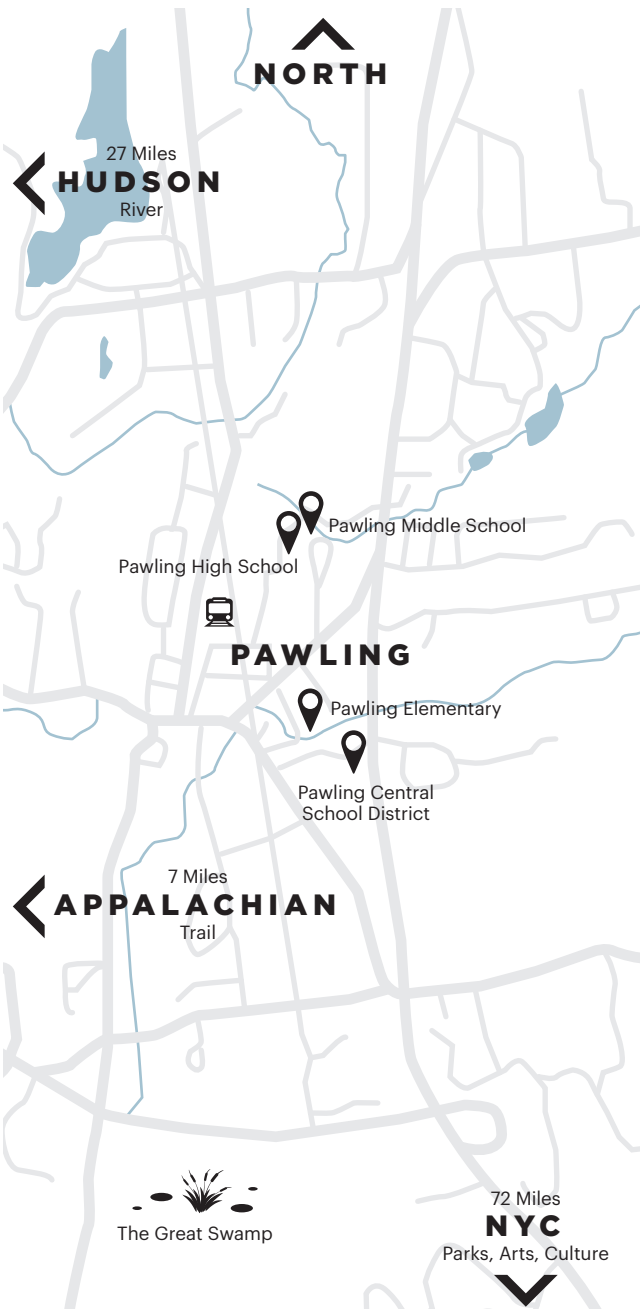 NORTH
27 Miles
HUDSON
River
Pawling Middle School
Pawling High School
PAWLING
Pawling Elementary
Pawling Central
School District
7 Miles
APPALACHIAN
Trail
The Great Swamp
72 Miles
NYC
Parks, Arts, Culture